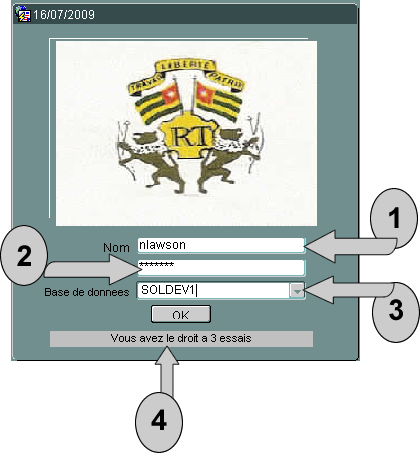 16/07/2009
TRAVAIL LIBERTÉ PATRIE
RT
1
Nom nlawson
2
*******
Base de donnees SOLDEV1
3
OK
Vous avez le droit a 3 essais
4